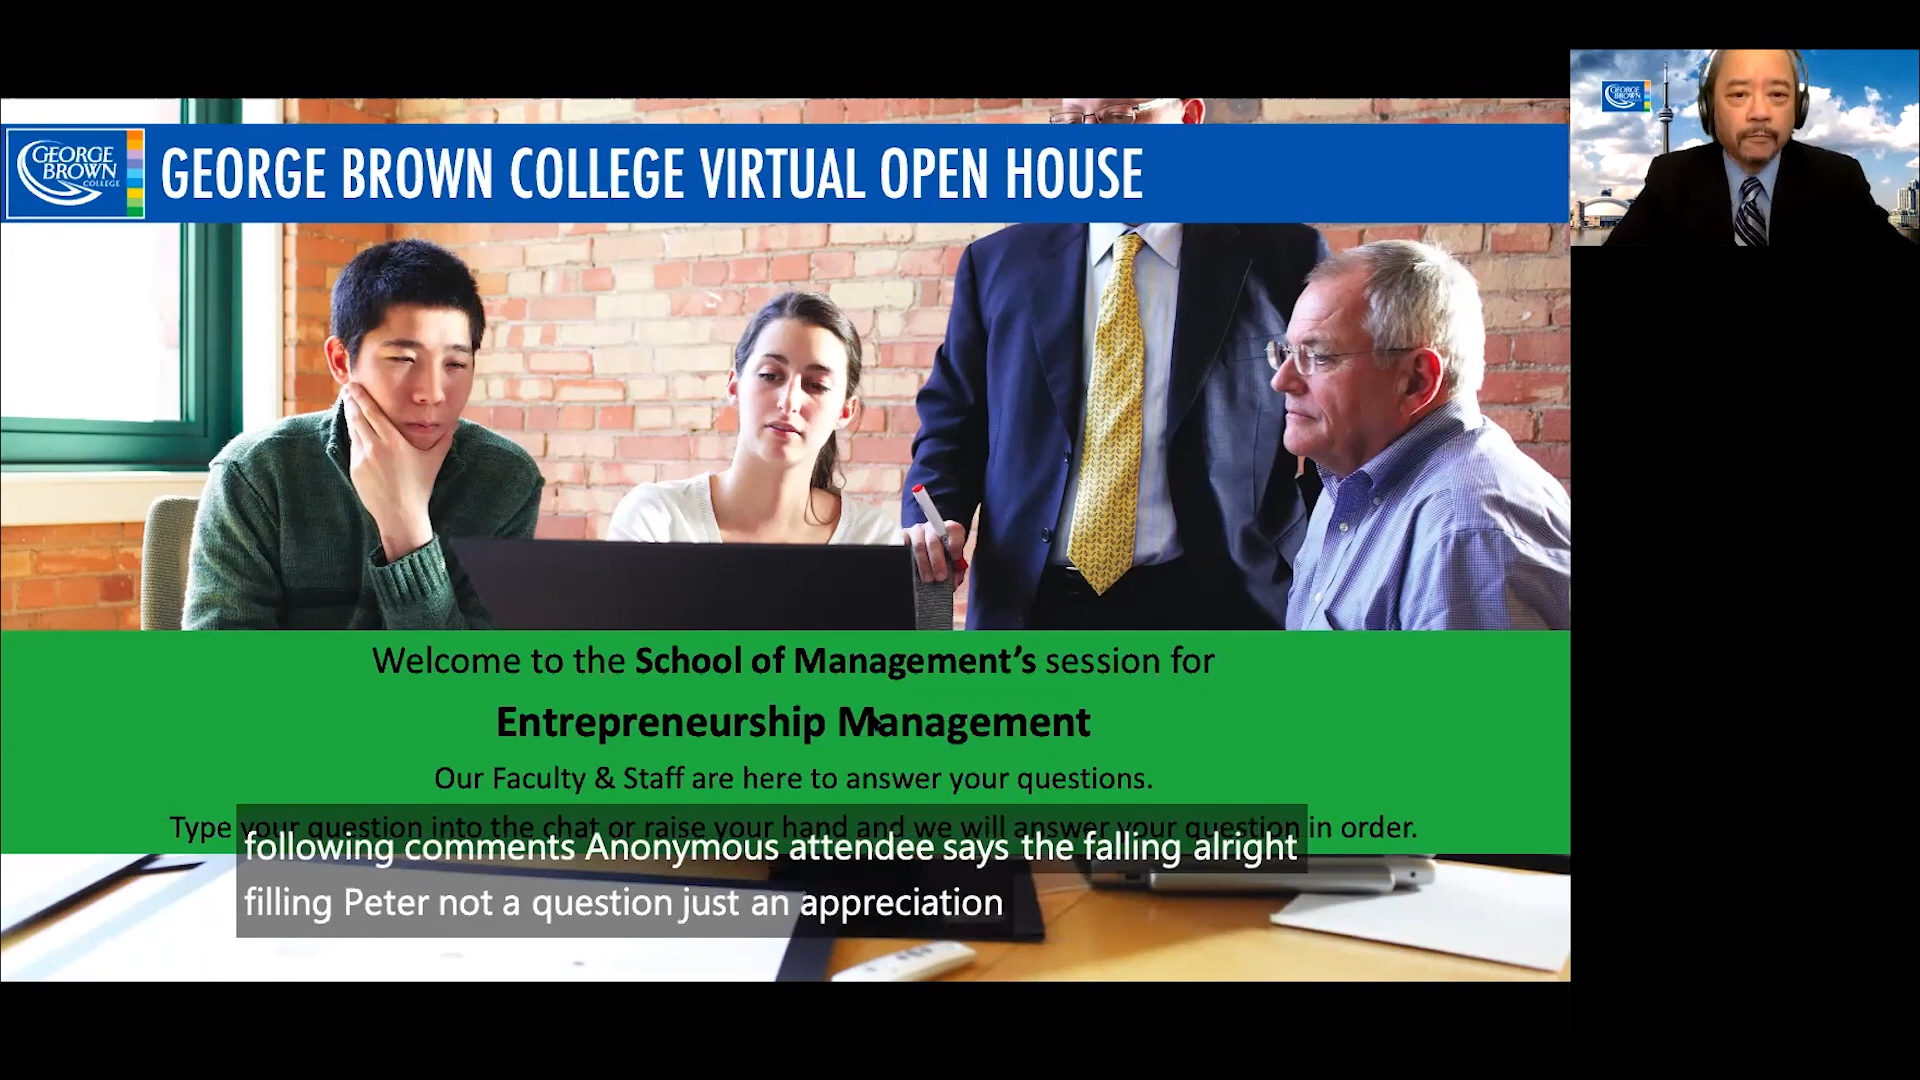 GEORGE
BROWN
COLLEGE
GEORGE BROWN COLLEGE VIRTUAL OPEN HOUSE
GEORGE
BROWN
Welcome to the School of Management's session for
Entrepreneurship Management
Our Faculty & Staff are here to answer your questions.
Type your question into the chat or raise your hand and we will answer your question in order.
following comments Anonymous attendee says the falling alright
filling Peter not a question just an appreciation